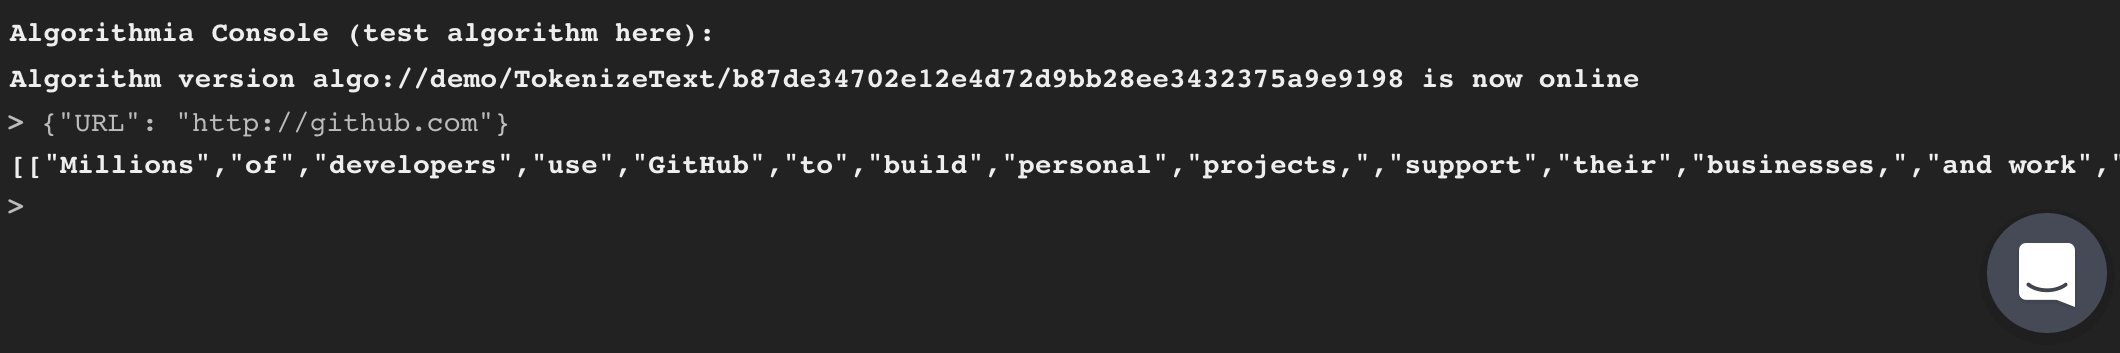 Algorithmia Console (test algorithm here):
Algorithm version algo://demo/TokenizeText/b87de34702e12e4d72d9bb28ee3432375a9e9198 is now online
> {"URL": "http://github.com"}
[["Millions","of","developers","use","GitHub","to","build","personal","projects,","support","their","businesses,","and work","
>